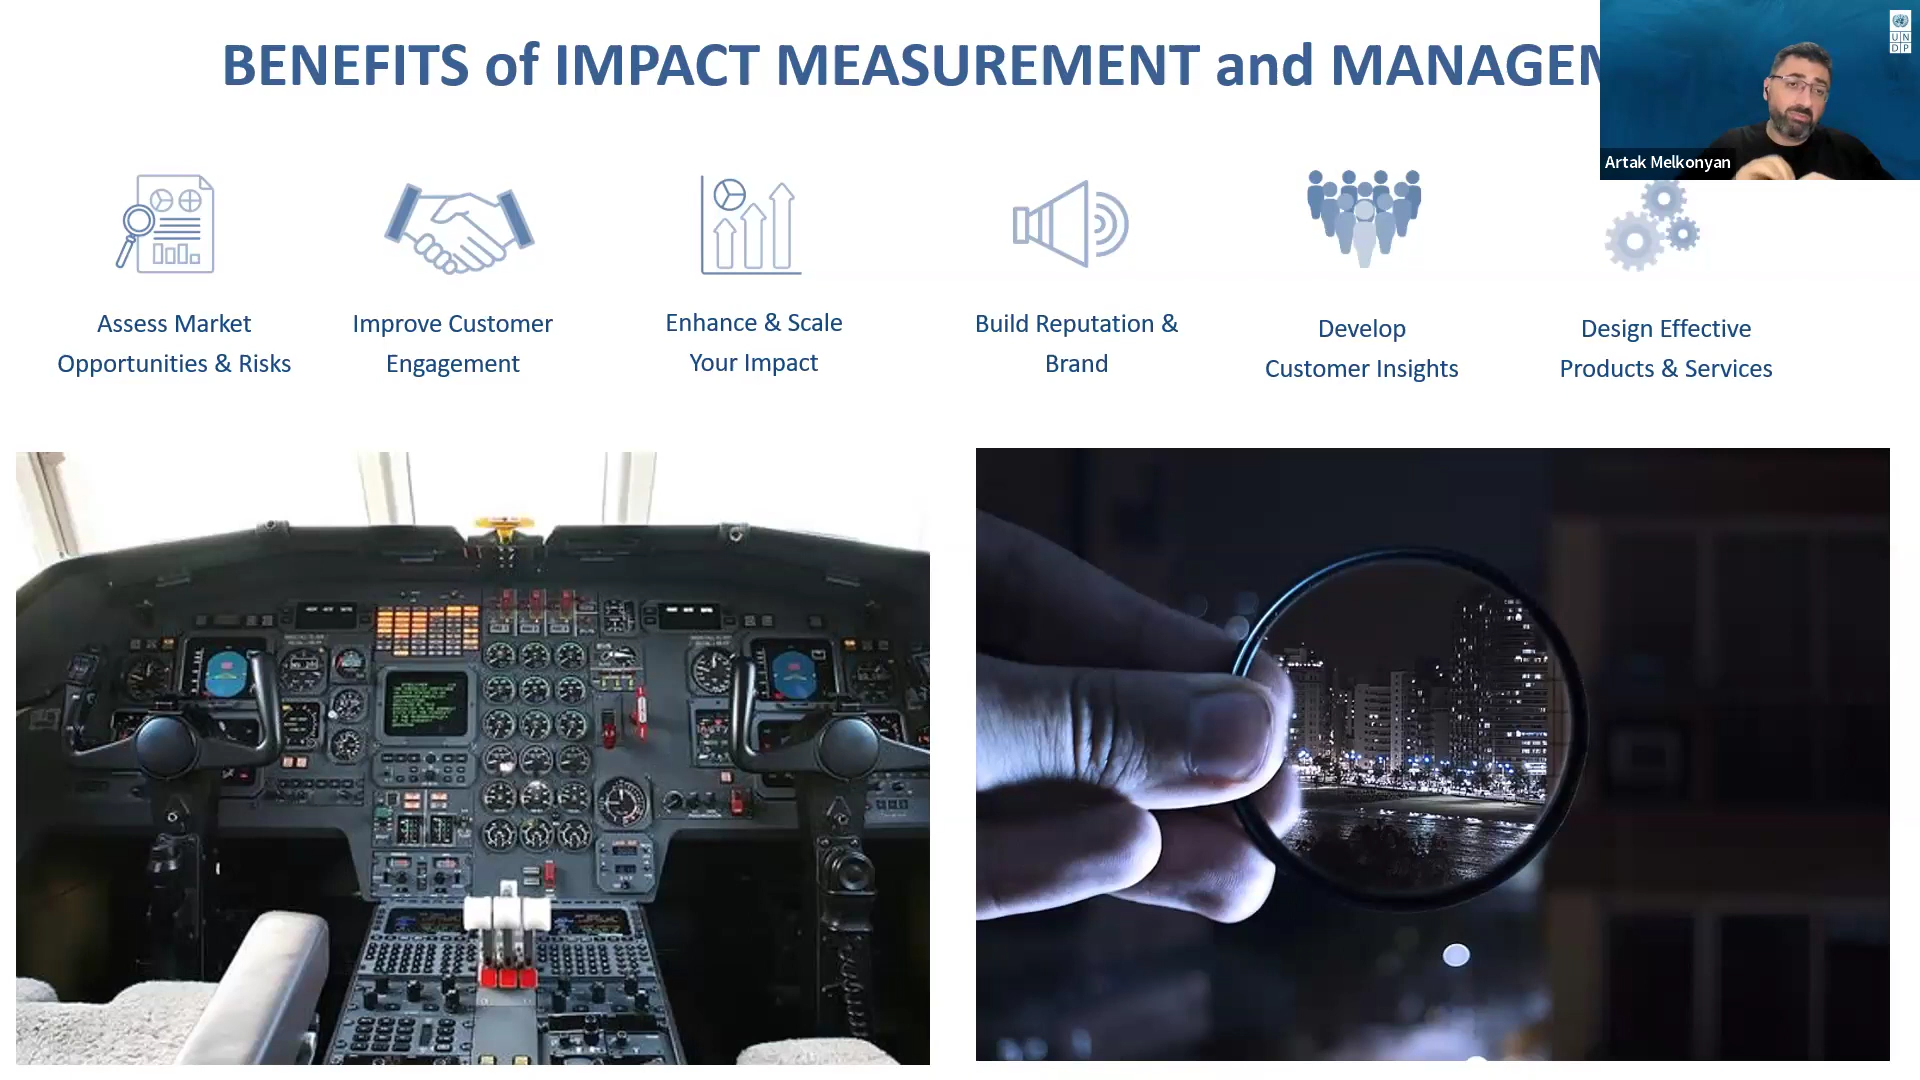 BENEFITS of IMPACT MEASUREMENT and MANAGEM
U N
D P
Artak Melkonyan
Assess Market
Opportunities & Risks
Improve Customer
Engagement
Enhance & Scale
Your Impact
Build Reputation &
Brand
Develop
Customer Insights
Design Effective
Products & Services